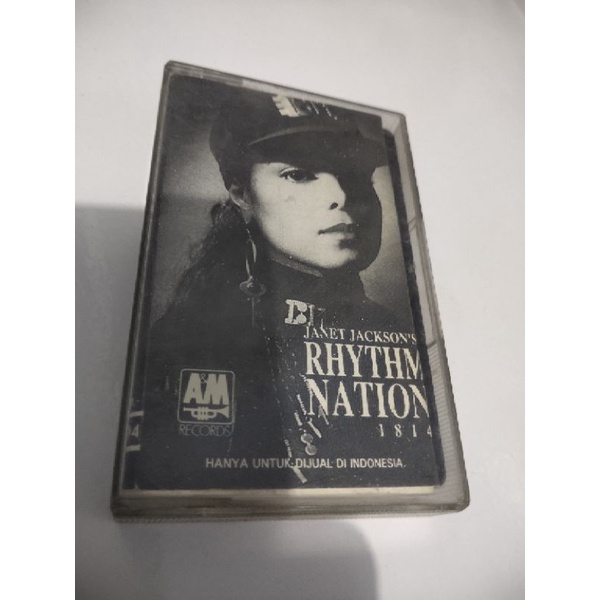 JANET JACKSON'S
RHYTHM
NATION
1814
A&M
RECORDS
HANYA UNTUK DIJUAL DI INDONESIA